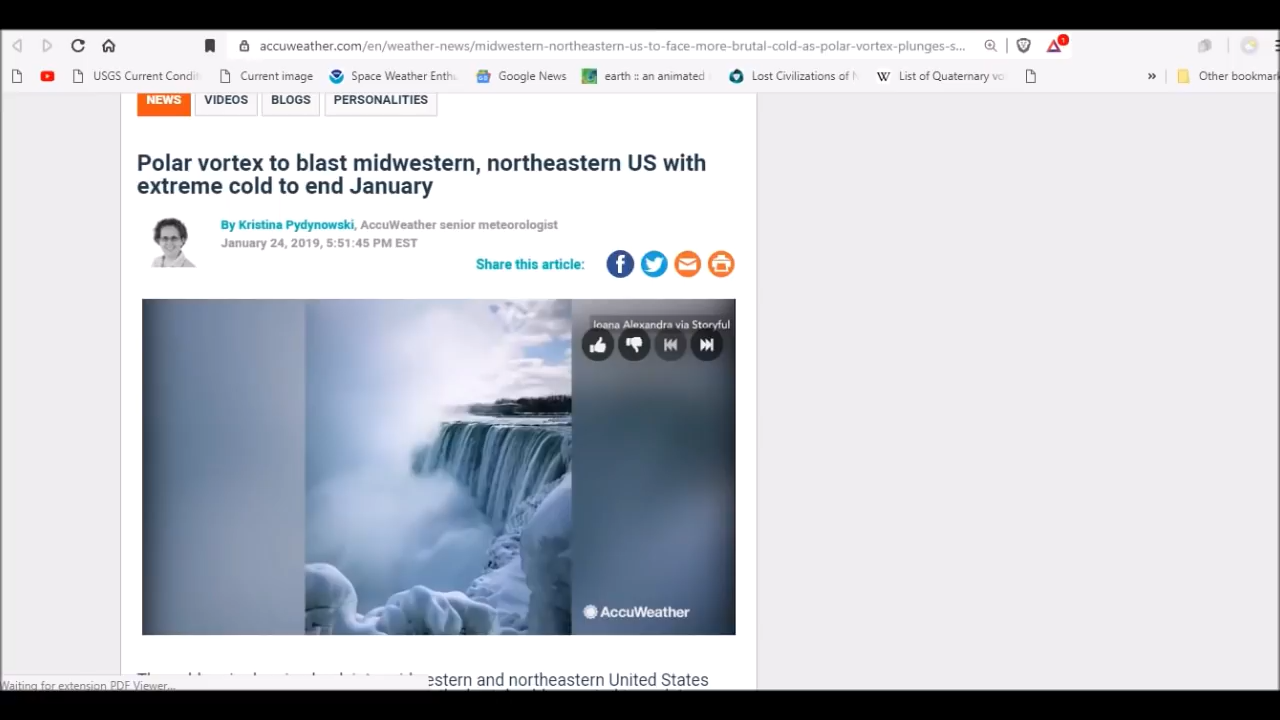 accuweather.com/en/weather-news/midwestern-northeastern-us-to-face-more-brutal-cold-as-polar-vortex-plunges-s...
1
USGS Current Condit
Current image
Space Weather Enth
Google News
earth :: an animated
Lost Civilizations of N
W List of Quaternary vo
»
Other bookmark
NEWS
VIDEOS
BLOGS
PERSONALITIES
Polar vortex to blast midwestern, northeastern US with
extreme cold to end January
By Kristina Pydynowski, AccuWeather senior meteorologist
January 24, 2019, 5:51:45 PM EST
Share this article:
Ioana Alexandra via Storyful
AccuWeather
estern and northeastern United States
Waiting for extension PDF Viewer...